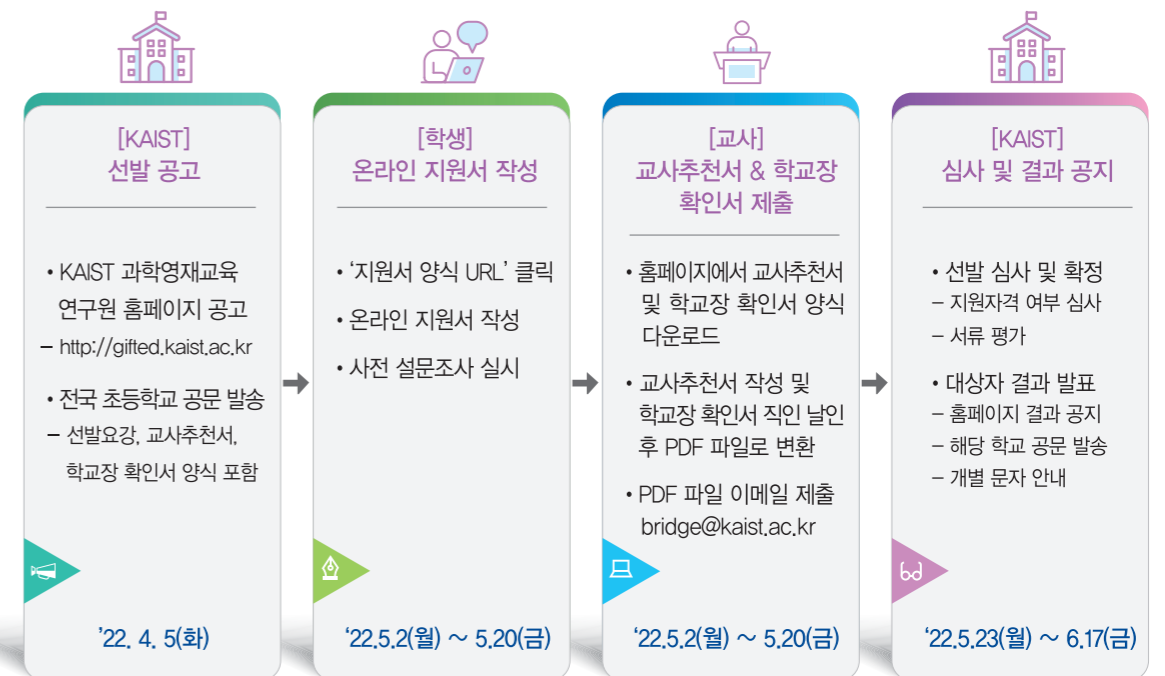 [KAIST]
선발 공고
• KAIST 과학영재교육
연구원 홈페이지 공고
– http://gifted.kaist.ac.kr
• 전국 초등학교 공문 발송
– 선발요강, 교사추천서,
학교장 확인서 양식 포함
'22. 4. 5(화)
[학생]
온라인 지원서 작성
• ‘지원서 양식 URL’ 클릭
• 온라인 지원서 작성
• 사전 설문조사 실시
‘22.5.2(월) ~ 5.20(금)
[교사]
교사추천서 & 학교장
확인서 제출
• 홈페이지에서 교사추천서
및 학교장 확인서 양식
다운로드
• 교사추천서 작성 및
학교장 확인서 직인 날인
후 PDF 파일로 변환
• PDF 파일 이메일 제출
bridge@kaist.ac.kr
‘22.5.2(월) ~ 5.20(금)
[KAIST]
심사 및 결과 공지
• 선발 심사 및 확정
– 지원자격 여부 심사
– 서류 평가
• 대상자 결과 발표
– 홈페이지 결과 공지
– 해당 학교 공문 발송
– 개별 문자 안내
‘22.5.23(월) ~ 6.17(금)